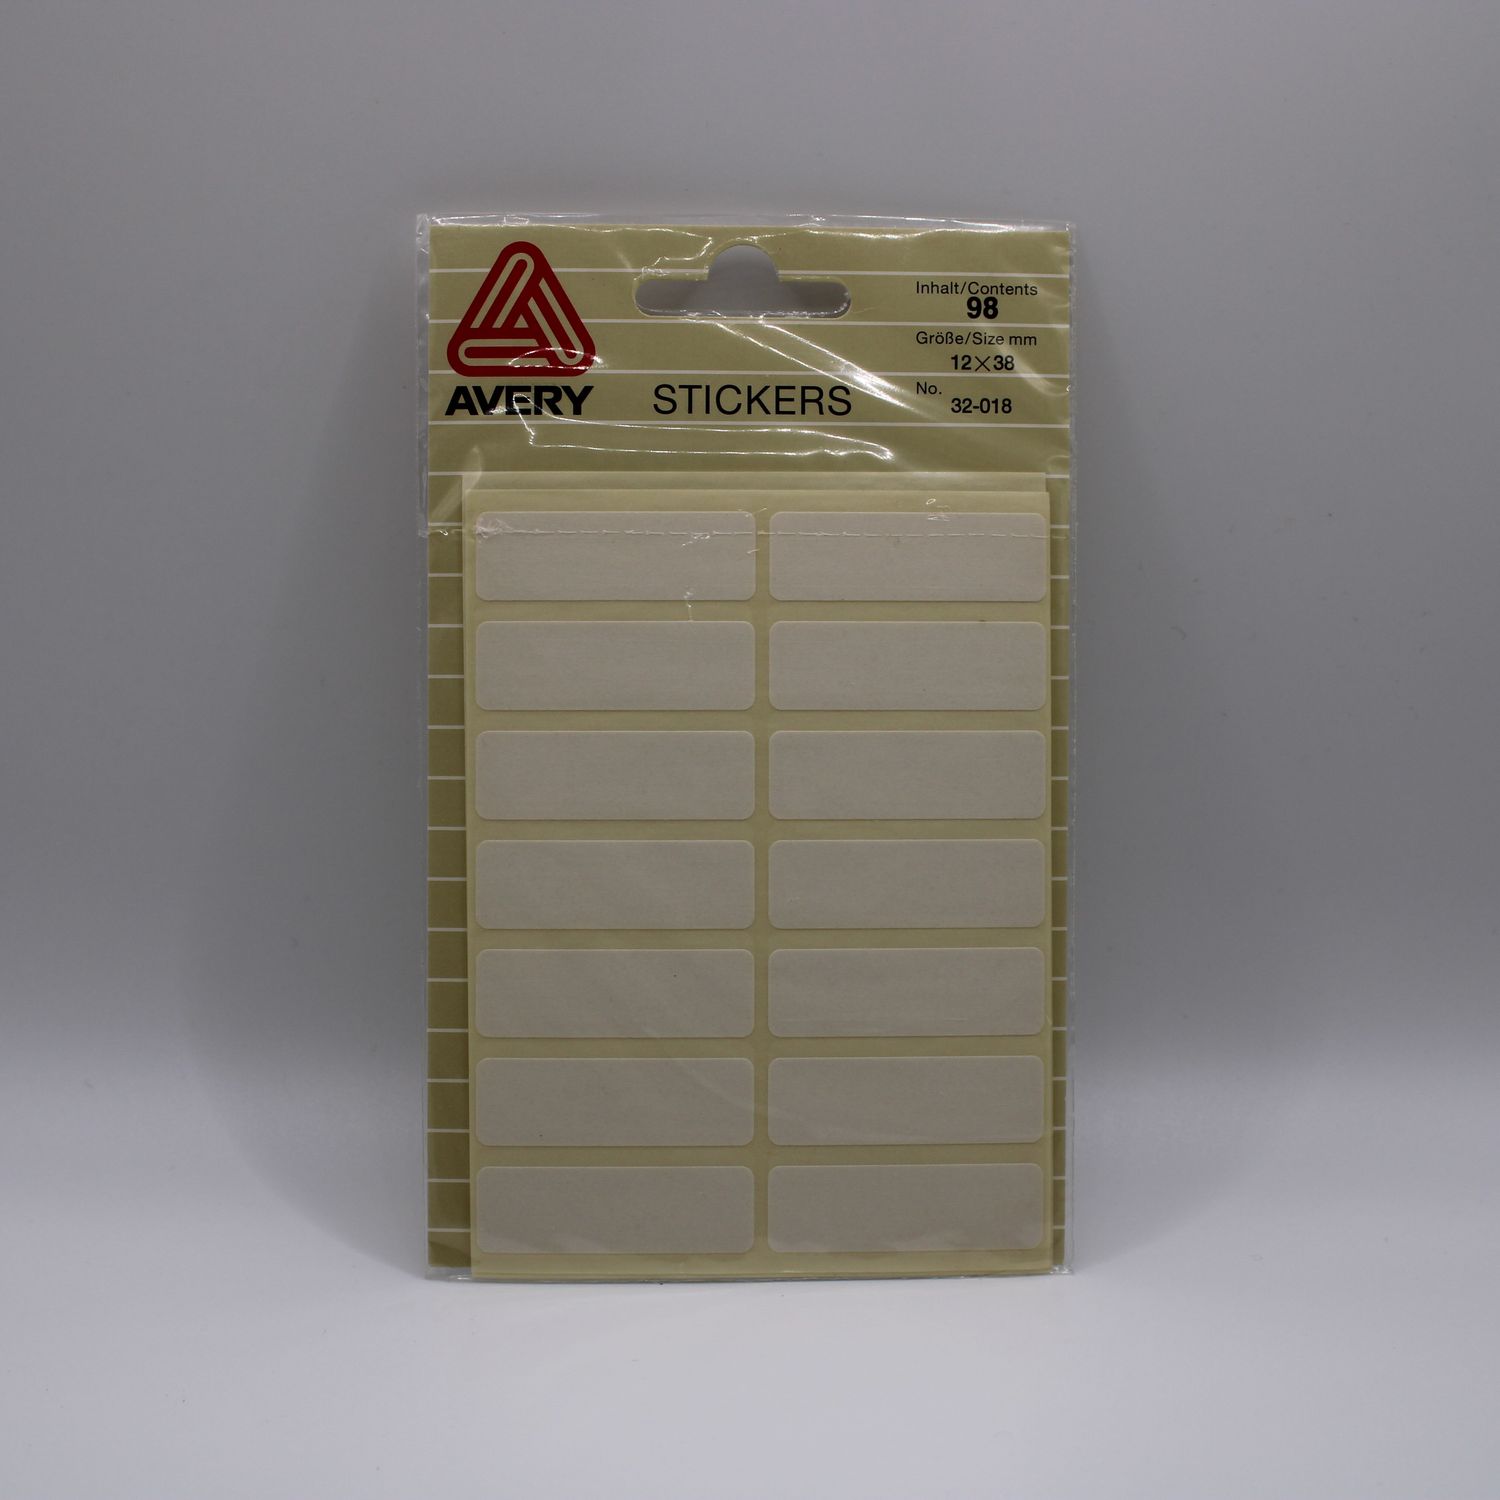 AVERY
STICKERS
Inhalt/Contents
98
Größe/Size mm
12×38
No.
32-018